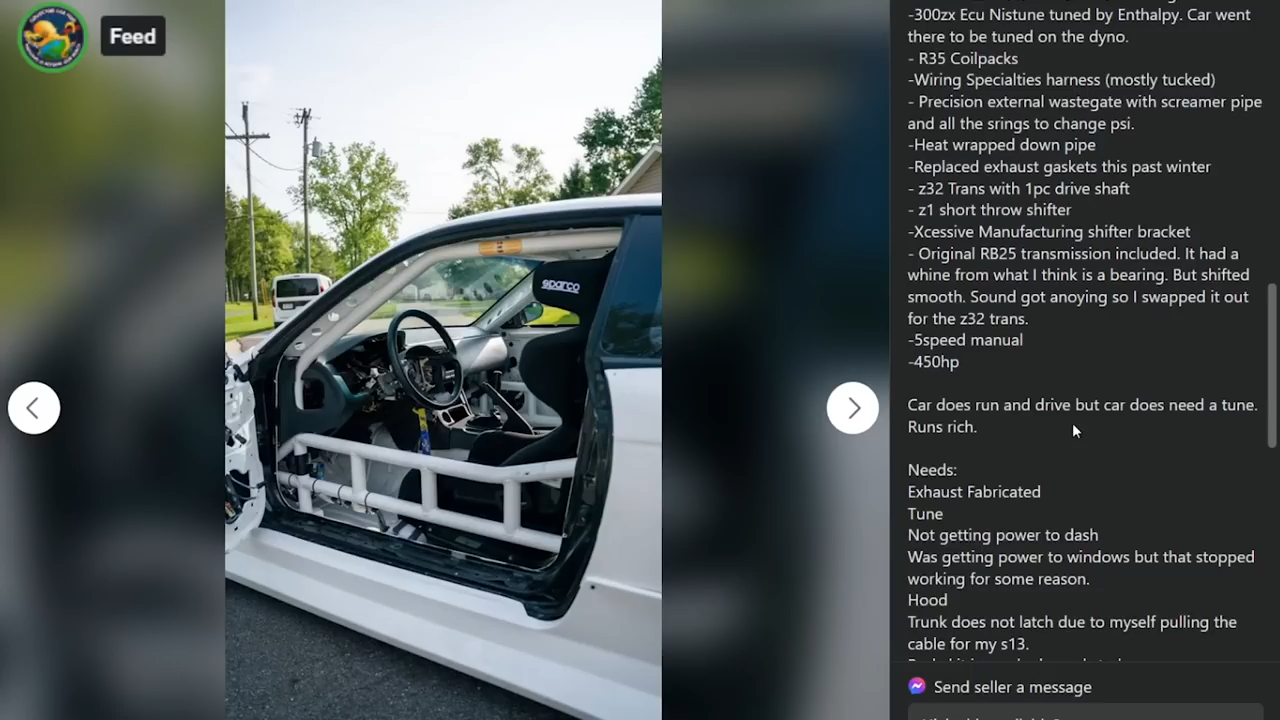 Feed
sparco
-300zx Ecu Nistune tuned by Enthalpy. Car went
there to be tuned on the dyno.
- R35 Coilpacks
-Wiring Specialties harness (mostly tucked)
- Precision external wastegate with screamer pipe
and all the srings to change psi.
-Heat wrapped down pipe
-Replaced exhaust gaskets this past winter
- z32 Trans with 1pc drive shaft
- z1 short throw shifter
-Xcessive Manufacturing shifter bracket
- Original RB25 transmission included. It had a
whine from what I think is a bearing. But shifted
smooth. Sound got anoying so I swapped it out
for the z32 trans.
-5speed manual
-450hp
Car does run and drive but car does need a tune.
Runs rich.
Needs:
Exhaust Fabricated
Tune
Not getting power to dash
Was getting power to windows but that stopped
working for some reason.
Hood
Trunk does not latch due to myself pulling the
cable for my s13.
Send seller a message